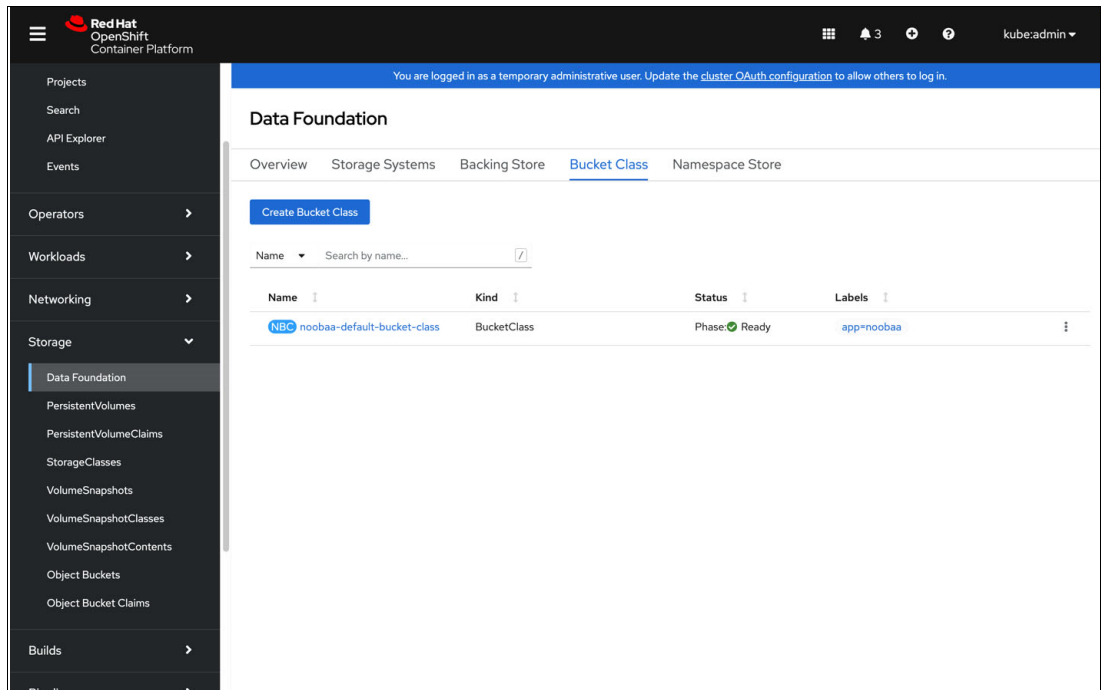 Red Hat
OpenShift
Container Platform
3
kube:admin
Projects
Search
API Explorer
Events
Operators
Workloads
Networking
Storage
Data Foundation
PersistentVolumes
PersistentVolumeClaims
StorageClasses
VolumeSnapshots
VolumeSnapshotClasses
VolumeSnapshotContents
Object Buckets
Object Bucket Claims
Builds
You are logged in as a temporary administrative user. Update the cluster OAuth configuration to allow others to log in.
Data Foundation
Overview Storage Systems Backing Store Bucket Class Namespace Store
Create Bucket Class
Name Search by name... /
Name Kind Status Labels
NBC noobaa-default-bucket-class BucketClass Phase: Ready app=noobaa